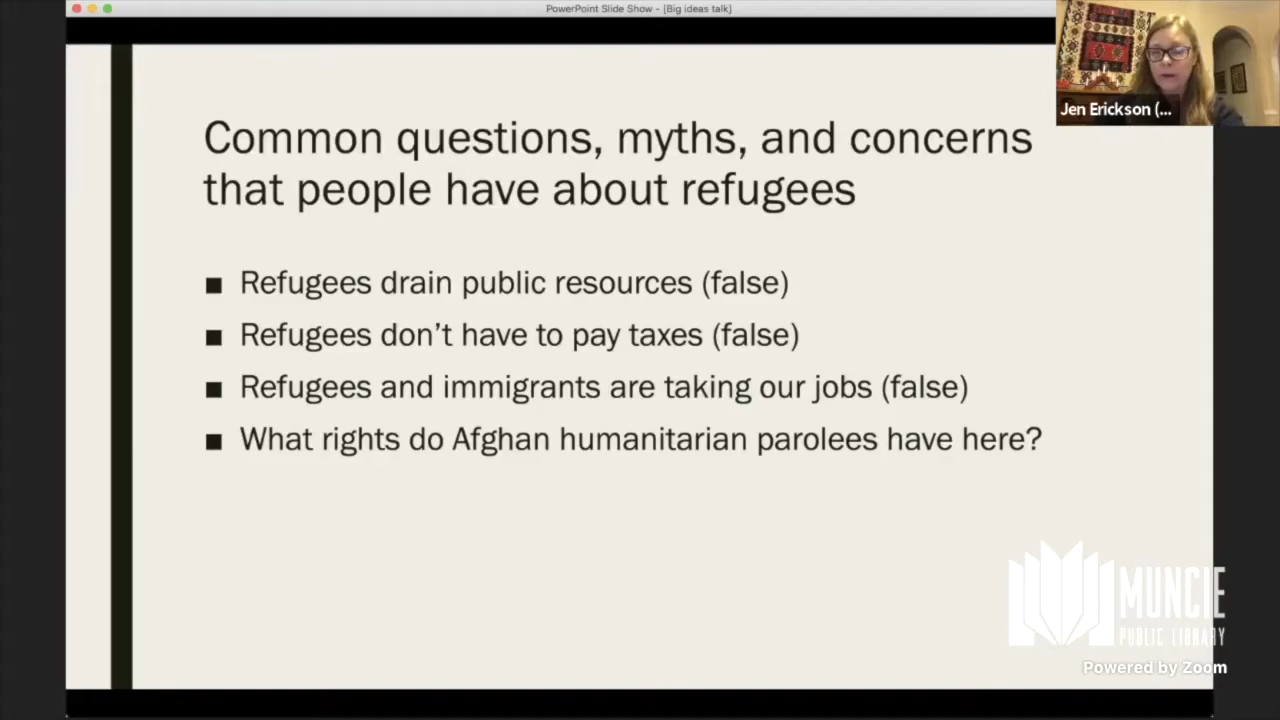 PowerPoint Slide Show - [Big ideas talk]
Jen Erickson (...
Common questions, myths, and concerns
that people have about refugees
■ Refugees drain public resources (false)
■ Refugees don’t have to pay taxes (false)
■ Refugees and immigrants are taking our jobs (false)
■ What rights do Afghan humanitarian parolees have here?
MUNCIE
PUBLIC LIBRARY
Powered by Zoom